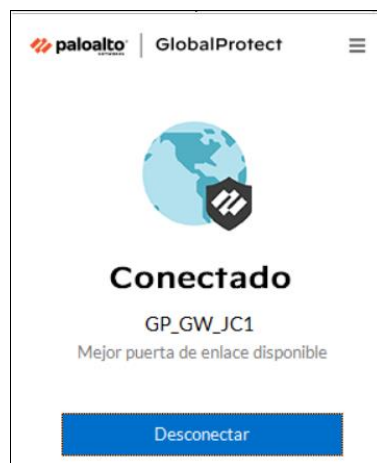 paloalto GlobalProtect
Conectado
GP_GW_JC1
Mejor puerta de enlace disponible
Desconectar